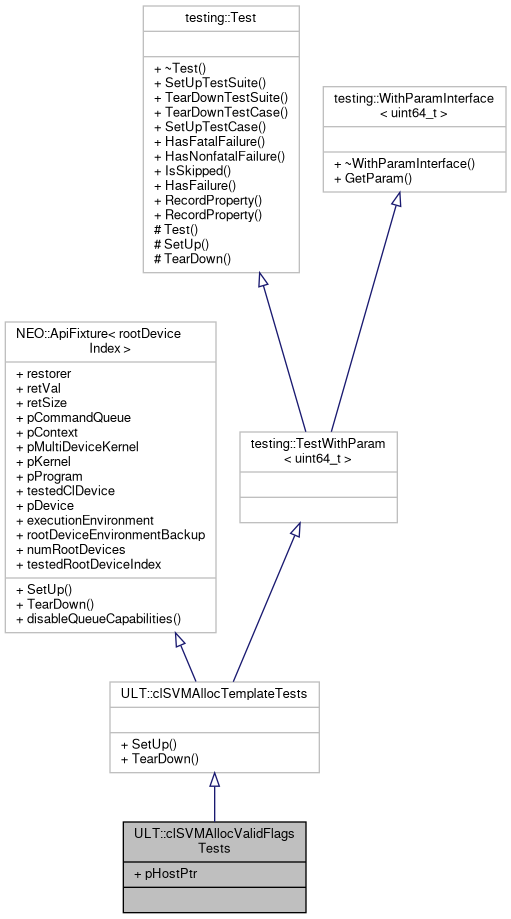 testing::Test
+ ~Test()
+ SetUpTestSuite()
+ TearDownTestSuite()
+ TearDownTestCase()
+ SetUpTestCase()
+ HasFatalFailure()
+ HasNonfatalFailure()
+ IsSkipped()
+ HasFailure()
+ RecordProperty()
+ RecordProperty()
# Test()
# SetUp()
# TearDown()
testing::WithParamInterface
< uint64_t >
+ ~WithParamInterface()
+ GetParam()
NEO::ApiFixture< rootDevice
Index >
+ restorer
+ retVal
+ retSize
+ pCommandQueue
+ pContext
+ pMultiDeviceKernel
+ pKernel
+ pProgram
+ testedClDevice
+ pDevice
+ executionEnvironment
+ rootDeviceEnvironmentBackup
+ numRootDevices
+ testedRootDeviceIndex
+ SetUp()
+ TearDown()
+ disableQueueCapabilities()
testing::TestWithParam
< uint64_t >
ULT::clSVMAllocTemplateTests
+ SetUp()
+ TearDown()
ULT::clSVMAllocValidFlags
Tests
+ pHostPtr